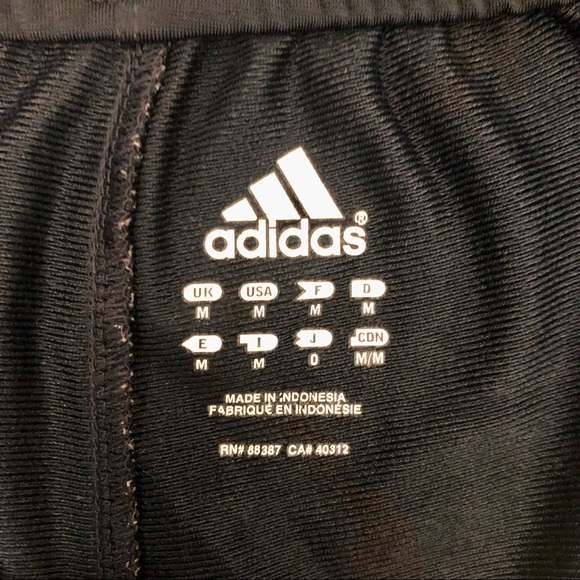 adidas®
UK USA F D
M M M M
E I J CDN
M M O M/M
MADE IN INDONESIA
FABRIQUÉ EN INDONÉSIE
RN# 88387 CA# 40312